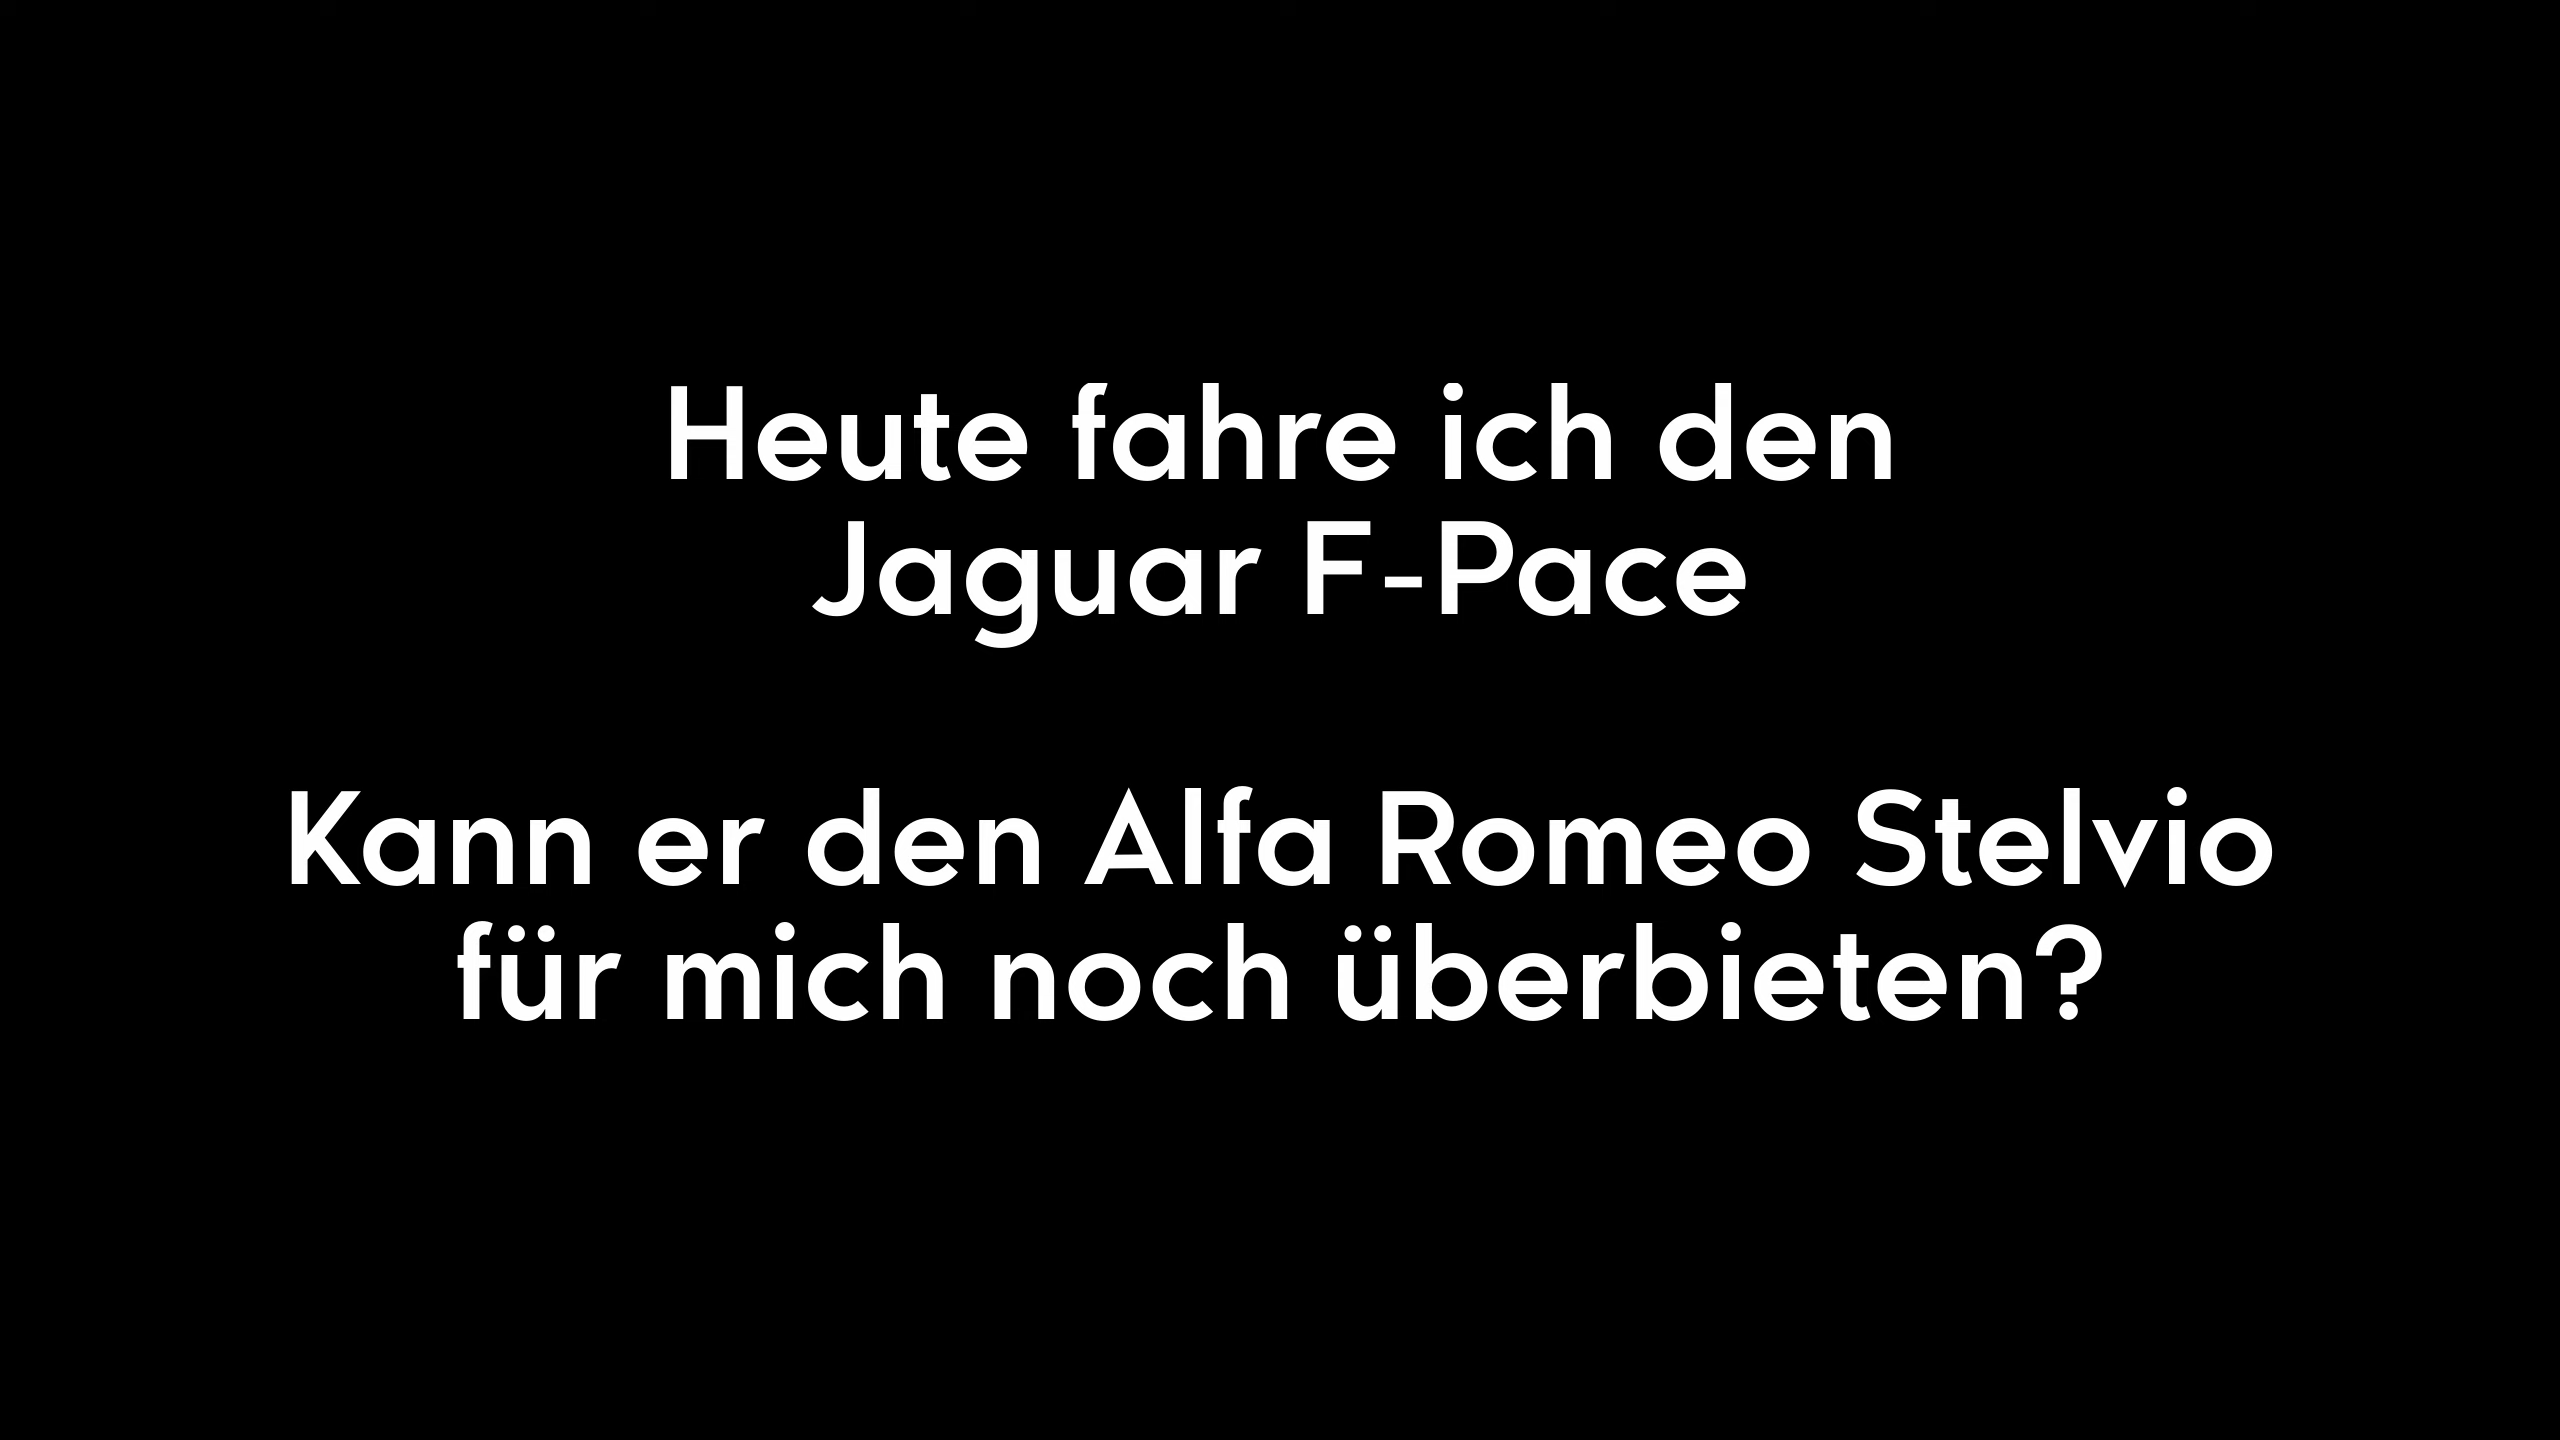 Heute fahre ich den
Jaguar F-Pace
Kann er den Alfa Romeo Stelvio
für mich noch überbieten?